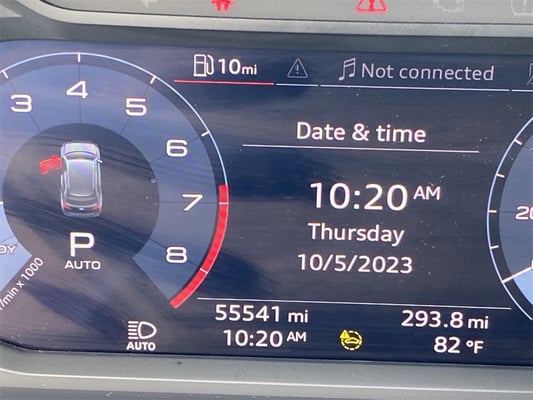 10mi
Not connected
3 4 5 6 7 8
Date & time
10:20 AM
Thursday
10/5/2023
P
AUTO
1/min x 1000
55541 mi
293.8 mi
AUTO
10:20 AM
82 °F